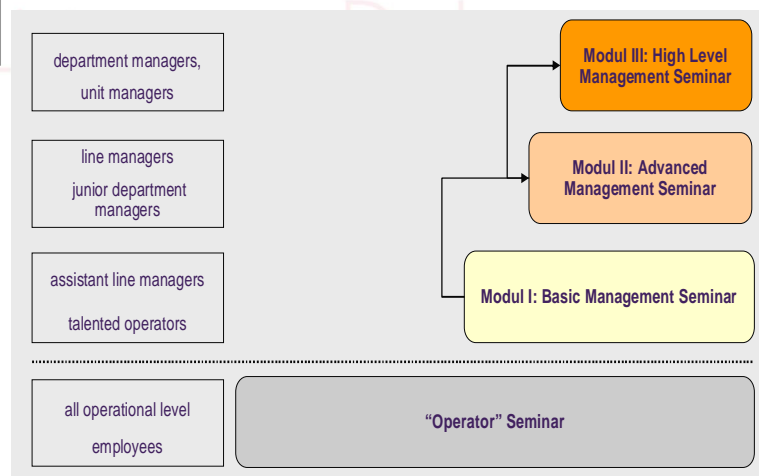 department managers,
unit managers
Modul III: High Level
Management Seminar
line managers
junior department
managers
Modul II: Advanced
Management Seminar
assistant line managers
talented operators
Modul I: Basic Management Seminar
all operational level
employees
“Operator” Seminar